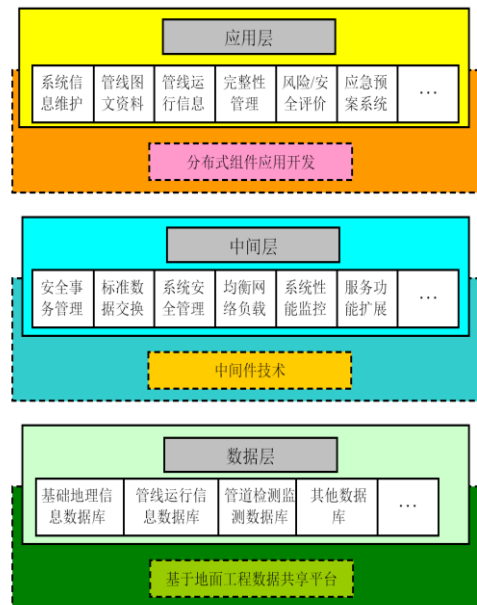 应用层
系统信 管线图 管线运 完整性 风险/安 应急预 …
息维护 文资料 行信息 管理 全评价 案系统
分布式组件应用开发
中间层
安全事 标准数 系统安 均衡网 系统性 服务功 …
务管理 据交换 全管理 络负载 能监控 能扩展
中间件技术
数据层
基础地理信 管线运行信 管道检测监 其他数据 …
息数据库 息数据库 测数据库 库
基于地面工程数据共享平台